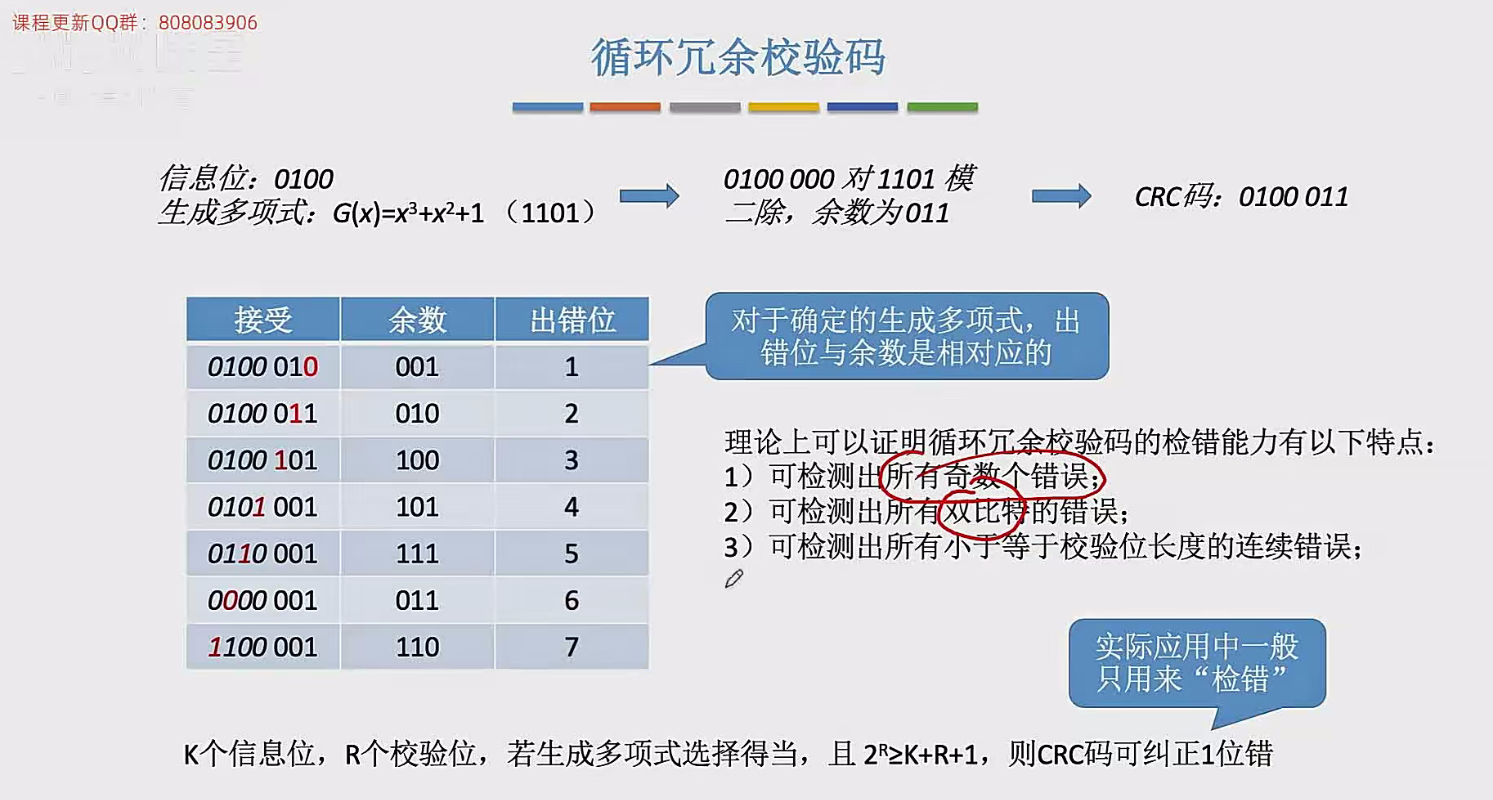 课程更新QQ群：808083906
循环冗余校验码
信息位：0100
生成多项式：G(x)=x³+x²+1 （1101）
0100 000 对 1101 模
二除，余数为 011
CRC码：0100 011
接受 余数 出错位
0100 010 001 1
0100 011 010 2
0100 101 100 3
0101 001 101 4
0110 001 111 5
0000 001 011 6
1100 001 110 7
对于确定的生成多项式，出
错位与余数是相对应的
理论上可以证明循环冗余校验码的检错能力有以下特点：
1）可检测出所有奇数个错误；
2）可检测出所有双比特的错误；
3）可检测出所有小于等于校验位长度的连续错误；
实际应用中一般
只用来“检错”
K个信息位，R个校验位，若生成多项式选择得当，且 2ᴿ≥K+R+1，则CRC码可纠正1位错